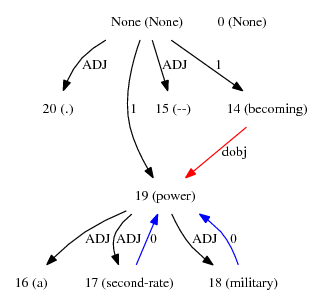 None (None) 0 (None)
ADJ ADJ 1
20 (.) 1 15 (--) 14 (becoming)
dobj
19 (power)
ADJ ADJ 0 ADJ 0
16 (a) 17 (second-rate) 18 (military)